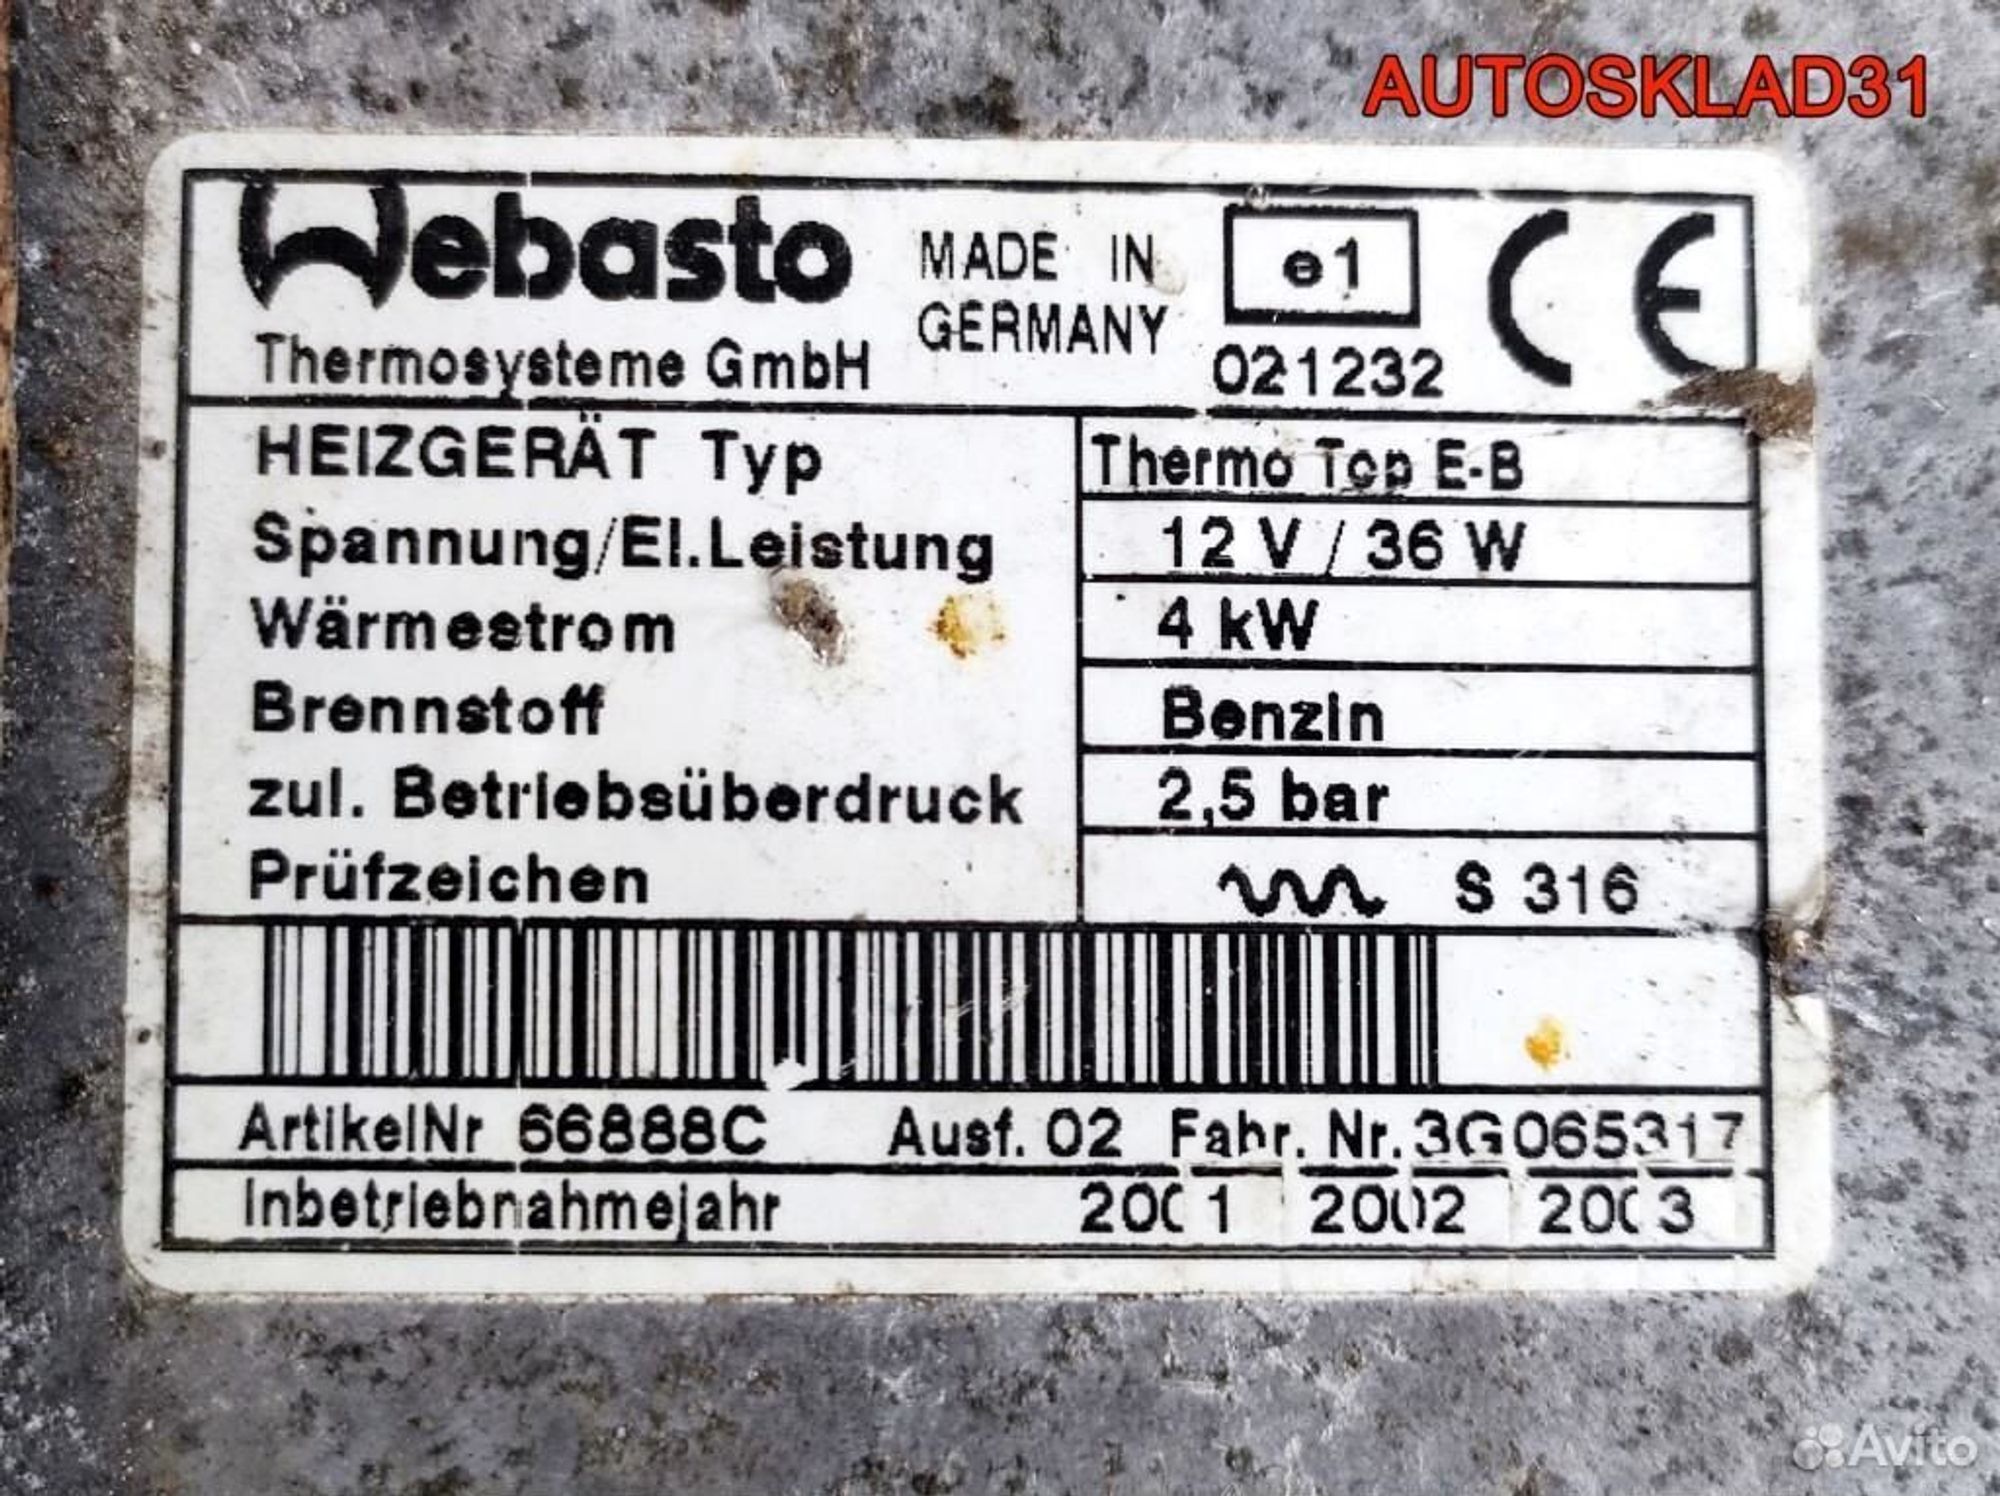 AUTOSKLAD31
Webasto
Thermosysteme GmbH
MADE IN
GERMANY
e1
021232
CE
HEIZGERÄT Typ Thermo Top E-B
Spannung/El.Leistung 12 V / 36 W
Wärmestrom 4 kW
Brennstoff Benzin
zul. Betriebsüberdruck 2,5 bar
Prüfzeichen S 316
ArtikelNr 66888C Ausf. 02 Fabr. Nr. 3G065317
Inbetriebnahmejahr 2001 2002 2003
Avito